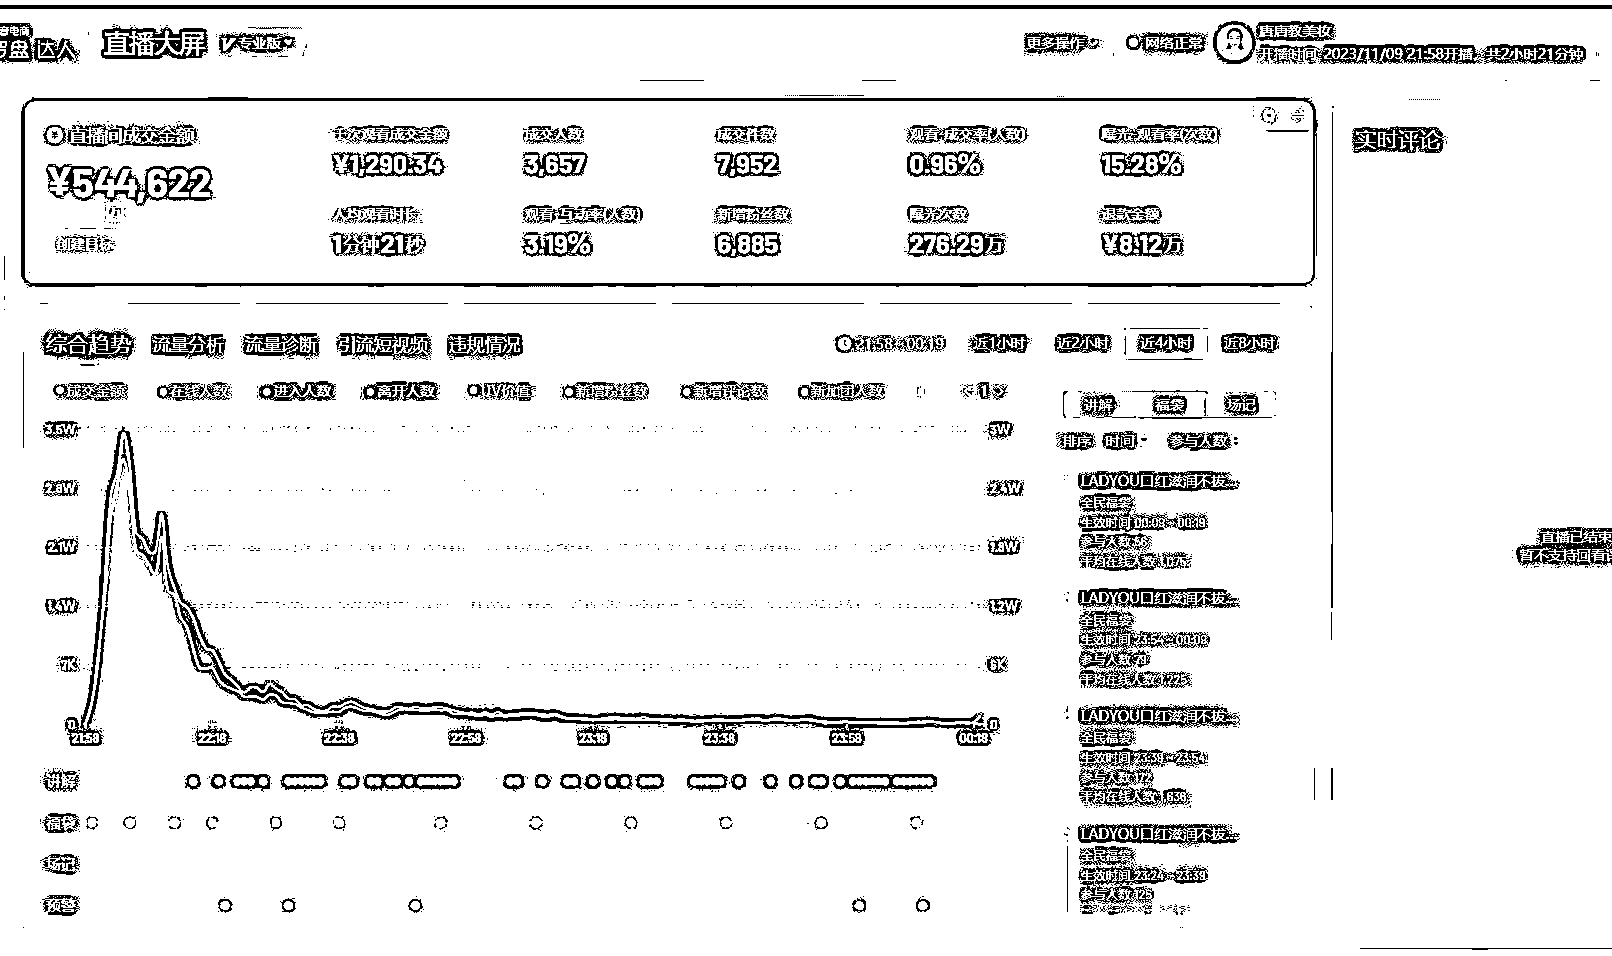 罗盘 达人
直播大屏
专业版
更多操作
网络正常
唐唐教美妆
开播时间 2023/11/09 21:58开播 共2小时21分钟
直播间成交金额
¥544,622
创建目标
千次观看成交金额
¥1,290.34
成交人数
3,657
成交件数
7,952
观看-成交率(人数)
0.96%
曝光-观看率(次数)
15.28%
人均观看时长
1分钟21秒
观看-互动率(人数)
3.19%
新增粉丝数
6,885
曝光次数
276.29万
退款金额
¥8.12万
实时评论
综合趋势 流量分析 流量诊断 引流短视频 违规情况
21:58 - 00:19 近1小时 近2小时 近4小时 近8小时
成交金额 在线人数 进入人数 离开人数 UV价值 新增粉丝数 新增评论数 新加团人数 1
讲解 福袋 场记
排序 时间 参与人数
3.5W 3W
2.8W 2.4W
2.1W 1.8W
1.4W 1.2W
7K 6K
0 0
21:58 22:18 22:38 22:58 23:18 23:38 23:58 00:18
讲解
福袋
场记
预警
LADYOU口红滋润不拔...
全民福袋
生效时间 00:09 - 00:19
参与人数
平均在线人数
LADYOU口红滋润不拔...
全民福袋
生效时间 23:54 - 00:09
参与人数
平均在线人数
LADYOU口红滋润不拔...
全民福袋
生效时间 23:39 - 23:54
参与人数 172
平均在线人数
LADYOU口红滋润不拔...
全民福袋
生效时间 23:24 - 23:39
参与人数 125
直播已结束
暂不支持回看